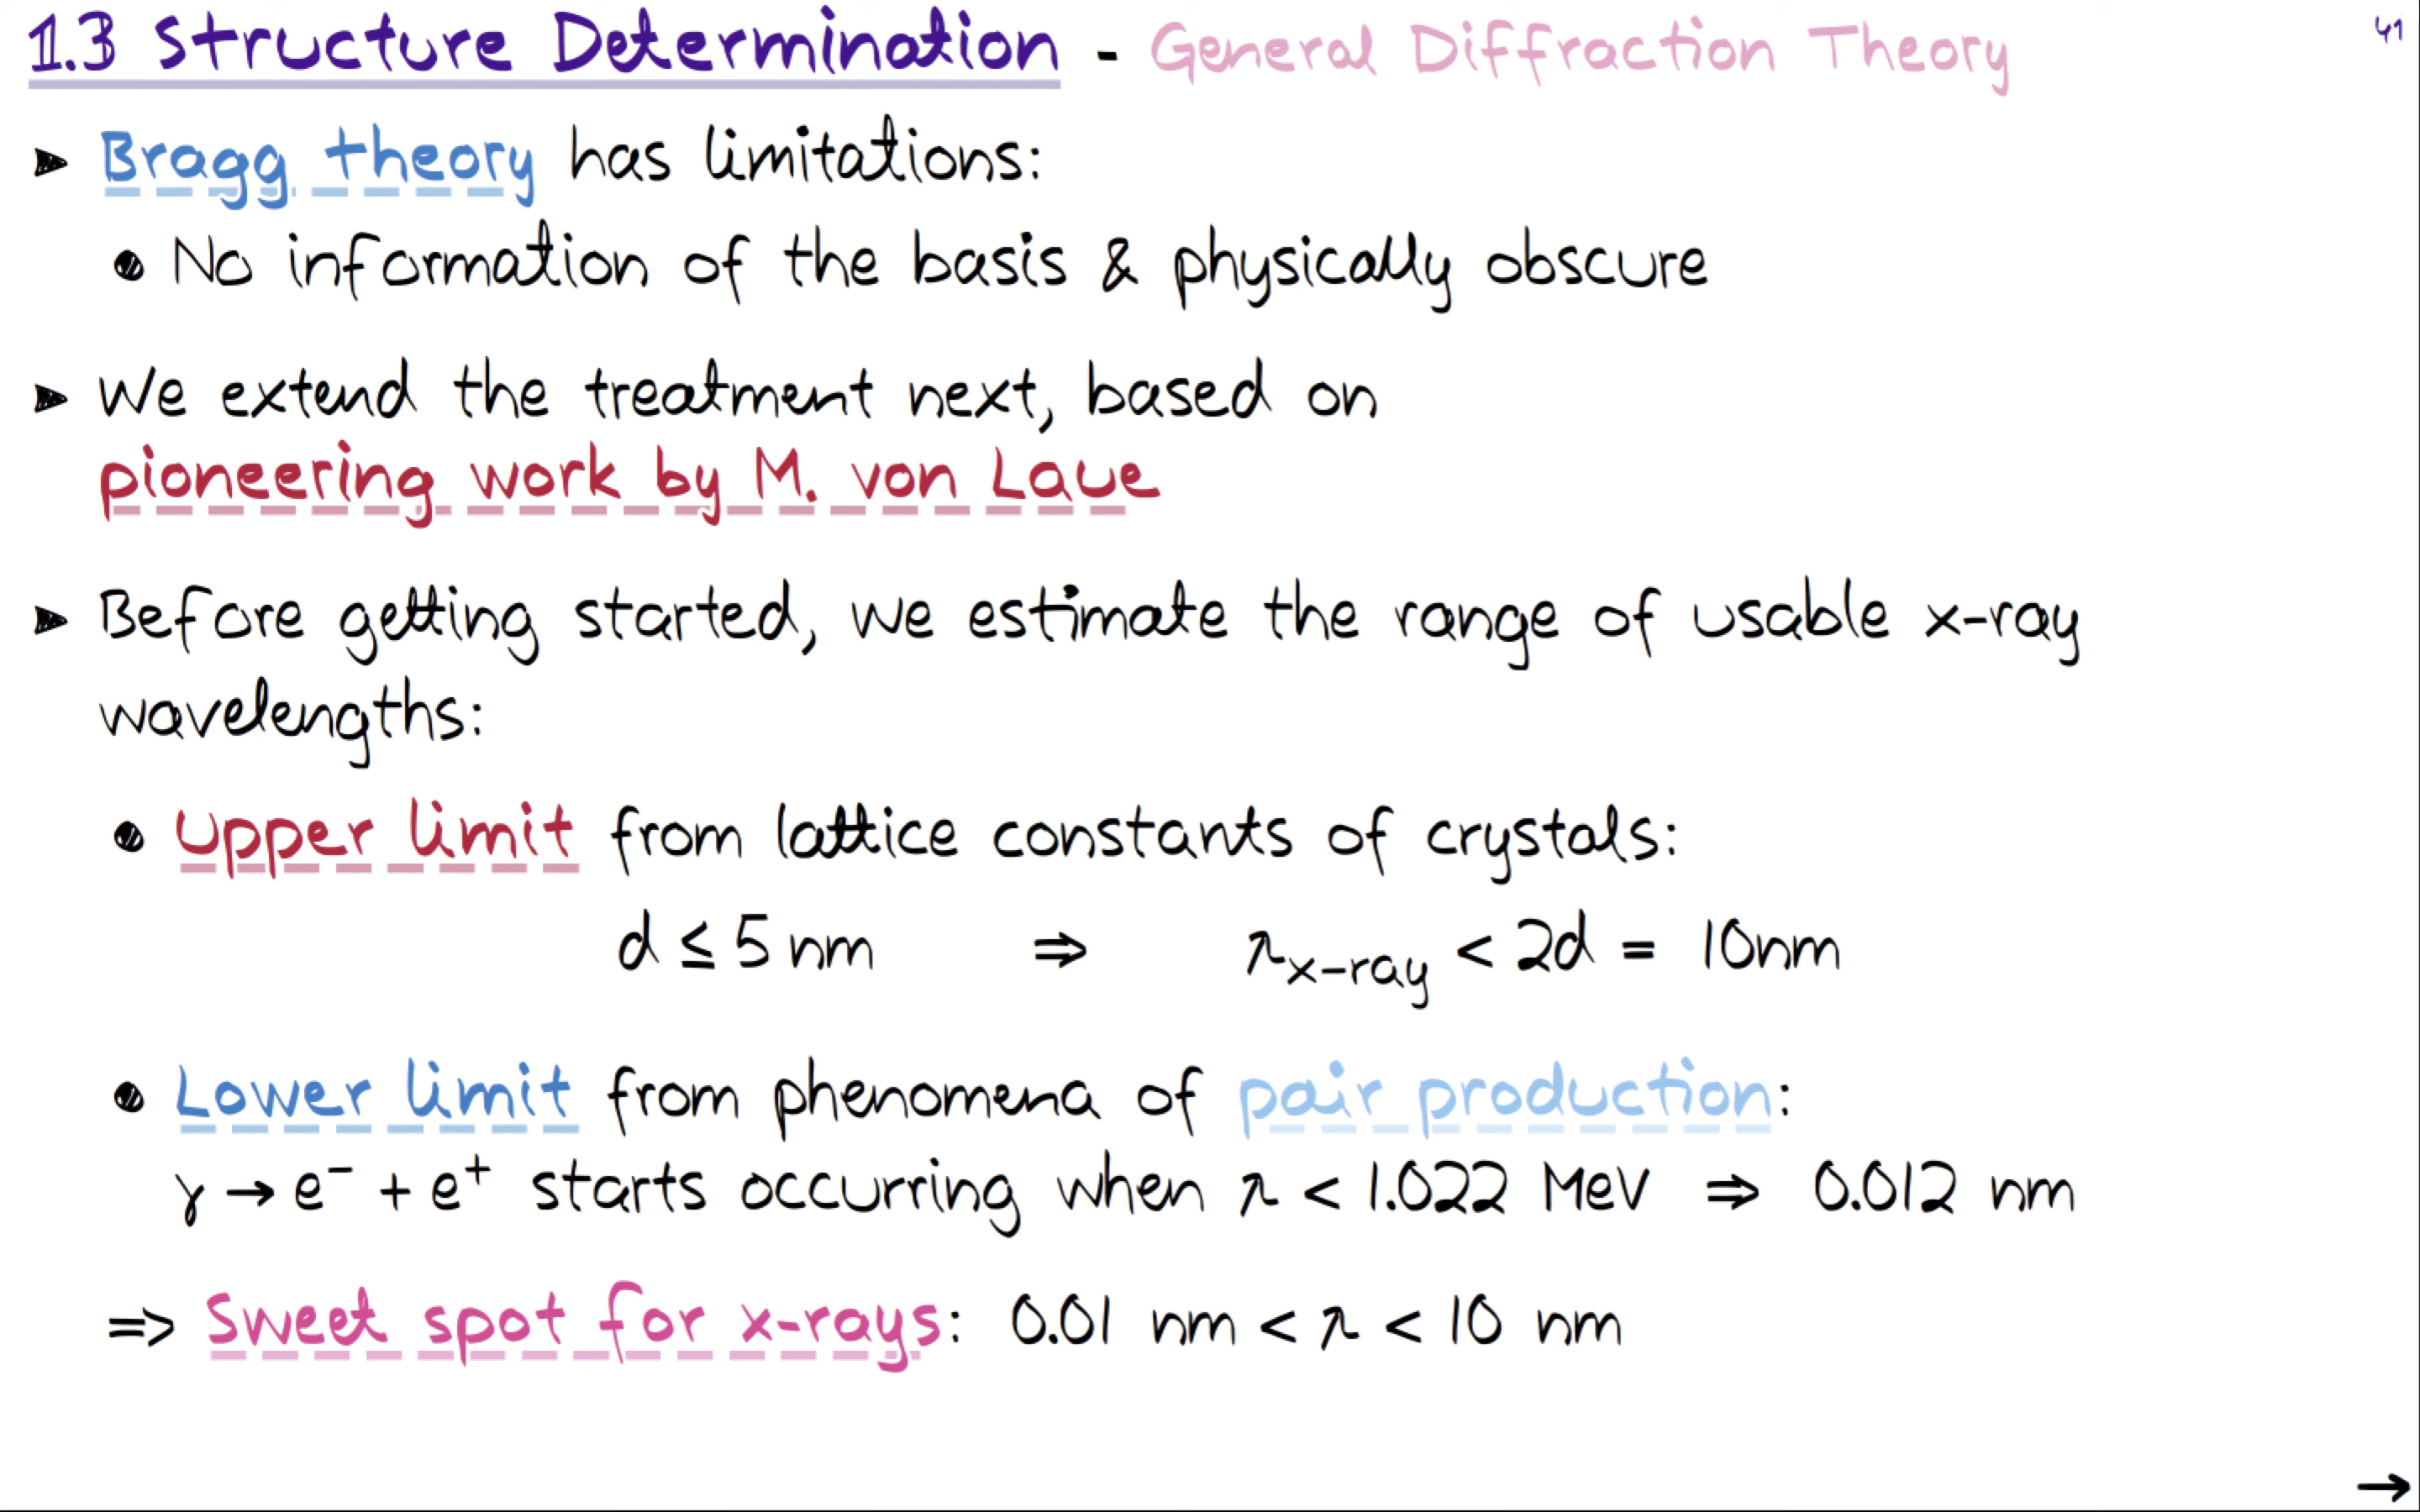 1.3 Structure Determination - General Diffraction Theory 41
► Bragg theory has limitations:
• No information of the basis & physically obscure
► We extend the treatment next, based on
pioneering work by M. von Laue
► Before getting started, we estimate the range of usable x-ray
wavelengths:
• Upper limit from lattice constants of crystals:
d ≤ 5 nm ⇒ λx-ray < 2d = 10nm
• Lower limit from phenomena of pair production:
γ → e⁻ + e⁺ starts occurring when λ < 1.022 MeV ⇒ 0.012 nm
⇒ Sweet spot for x-rays: 0.01 nm < λ < 10 nm
→